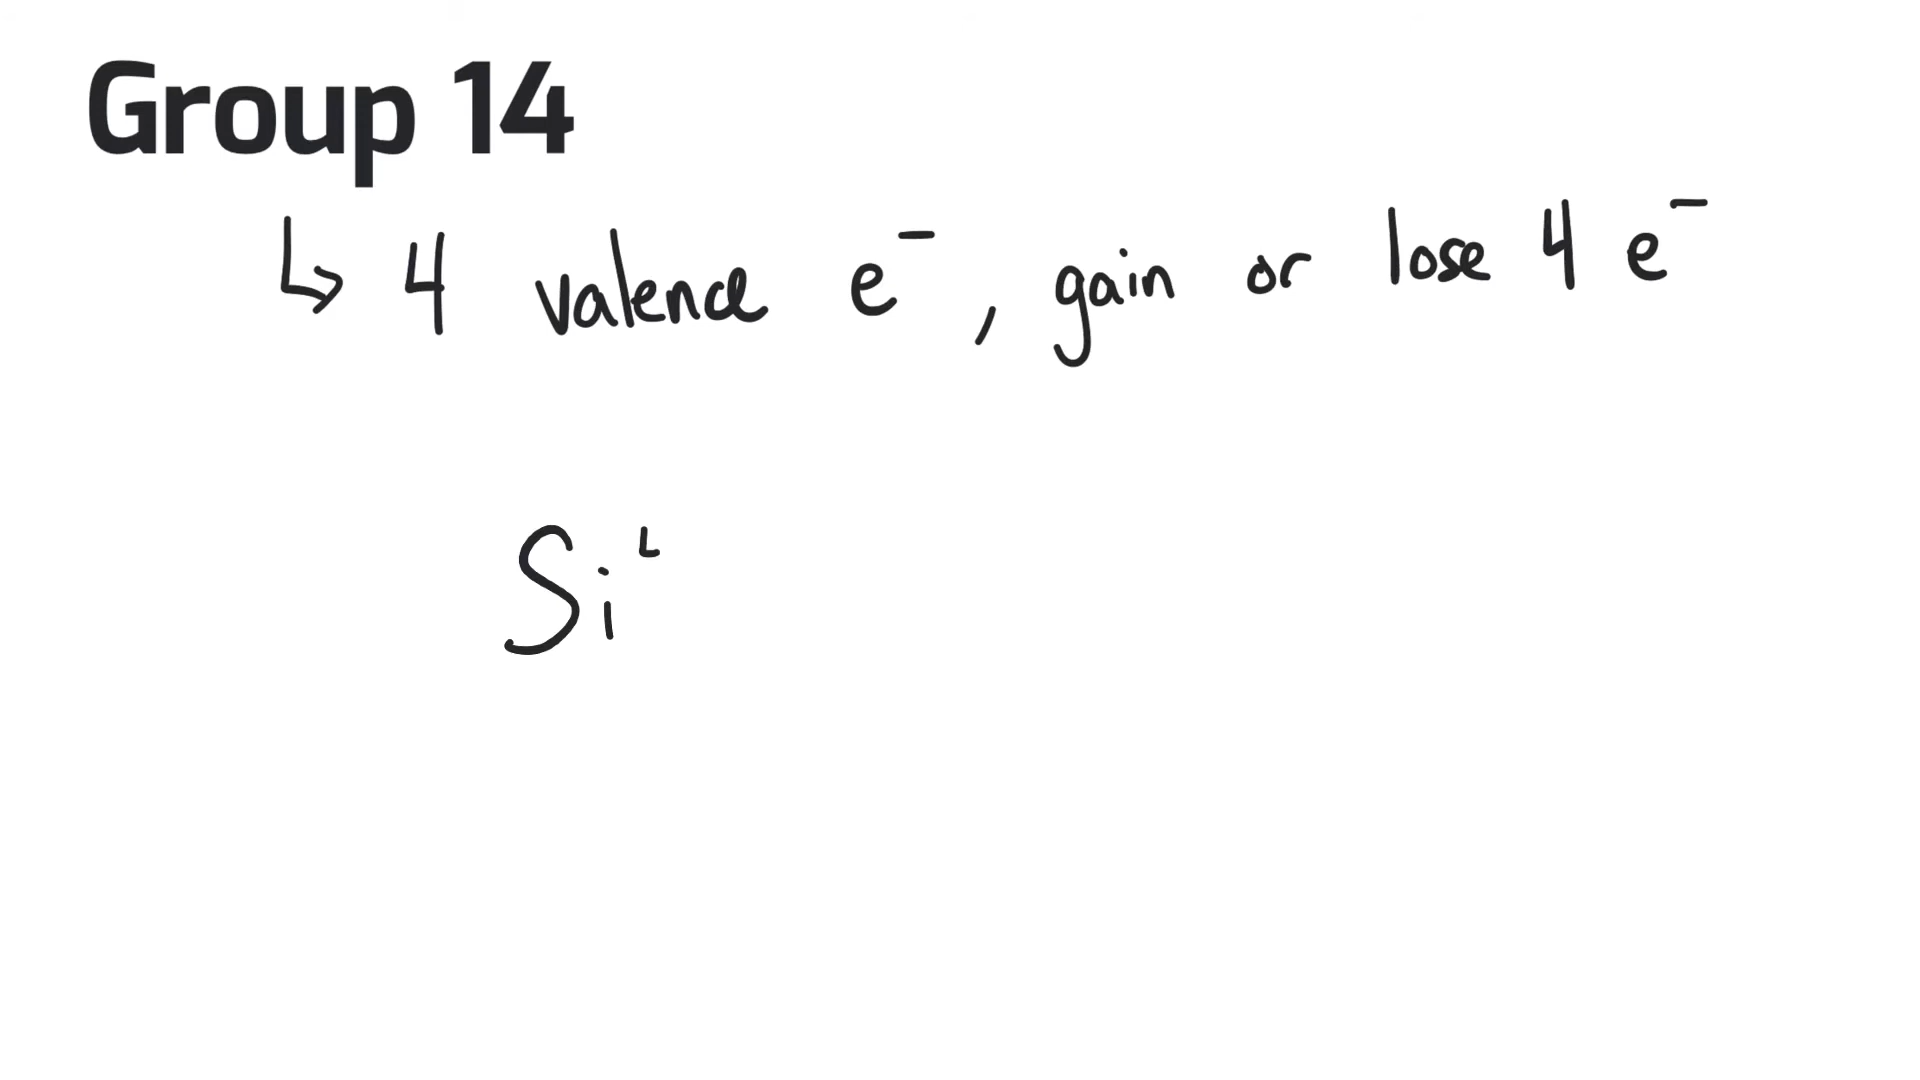 Group 14
↳ 4 valence e⁻, gain or lose 4 e⁻
Si